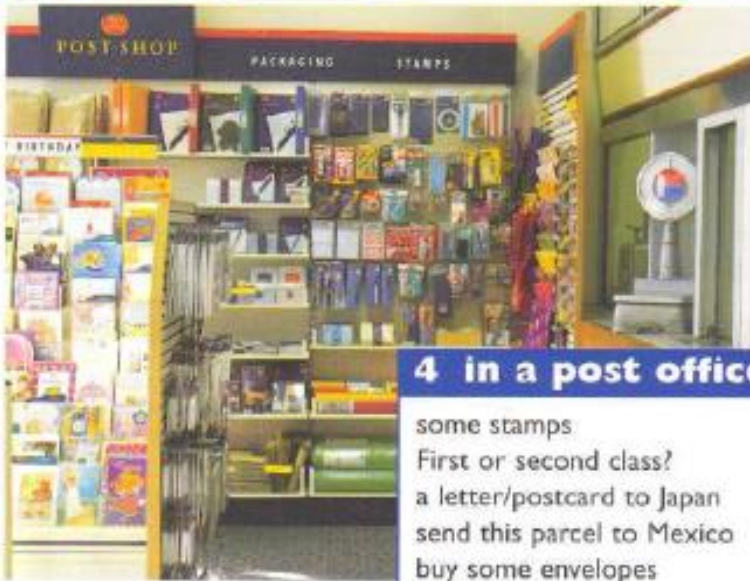 POST SHOP
PACKAGING STAMPS
BIRTHDAY
4 in a post office
some stamps
First or second class?
a letter/postcard to Japan
send this parcel to Mexico
buy some envelopes